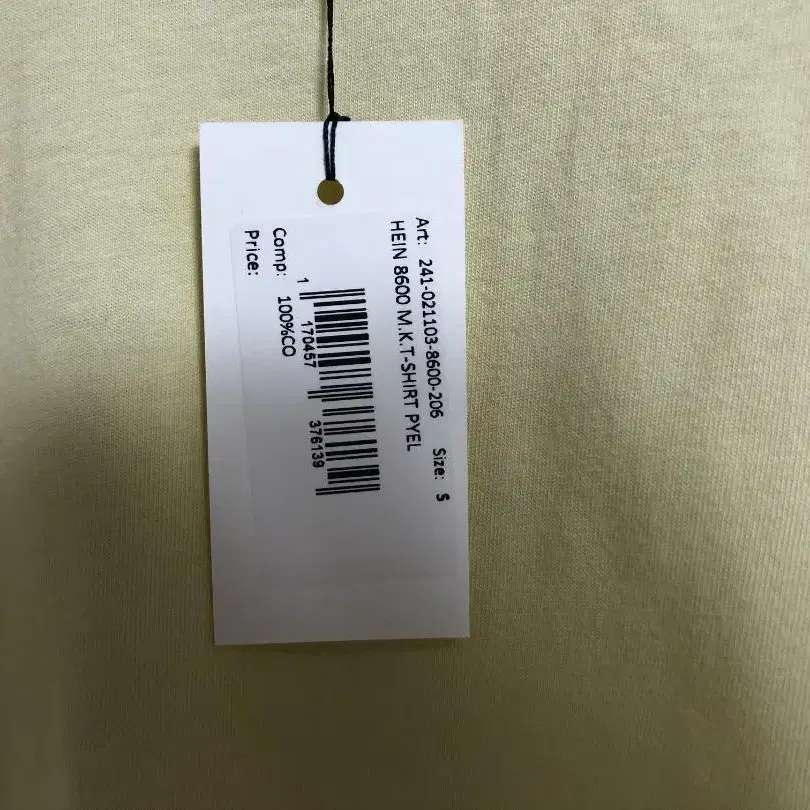 Art: 241-021103-8600-206 Size: S
HEIN 8600 M.K.T-SHIRT PYEL
1 170457 376139
Comp: 100%CO
Price: